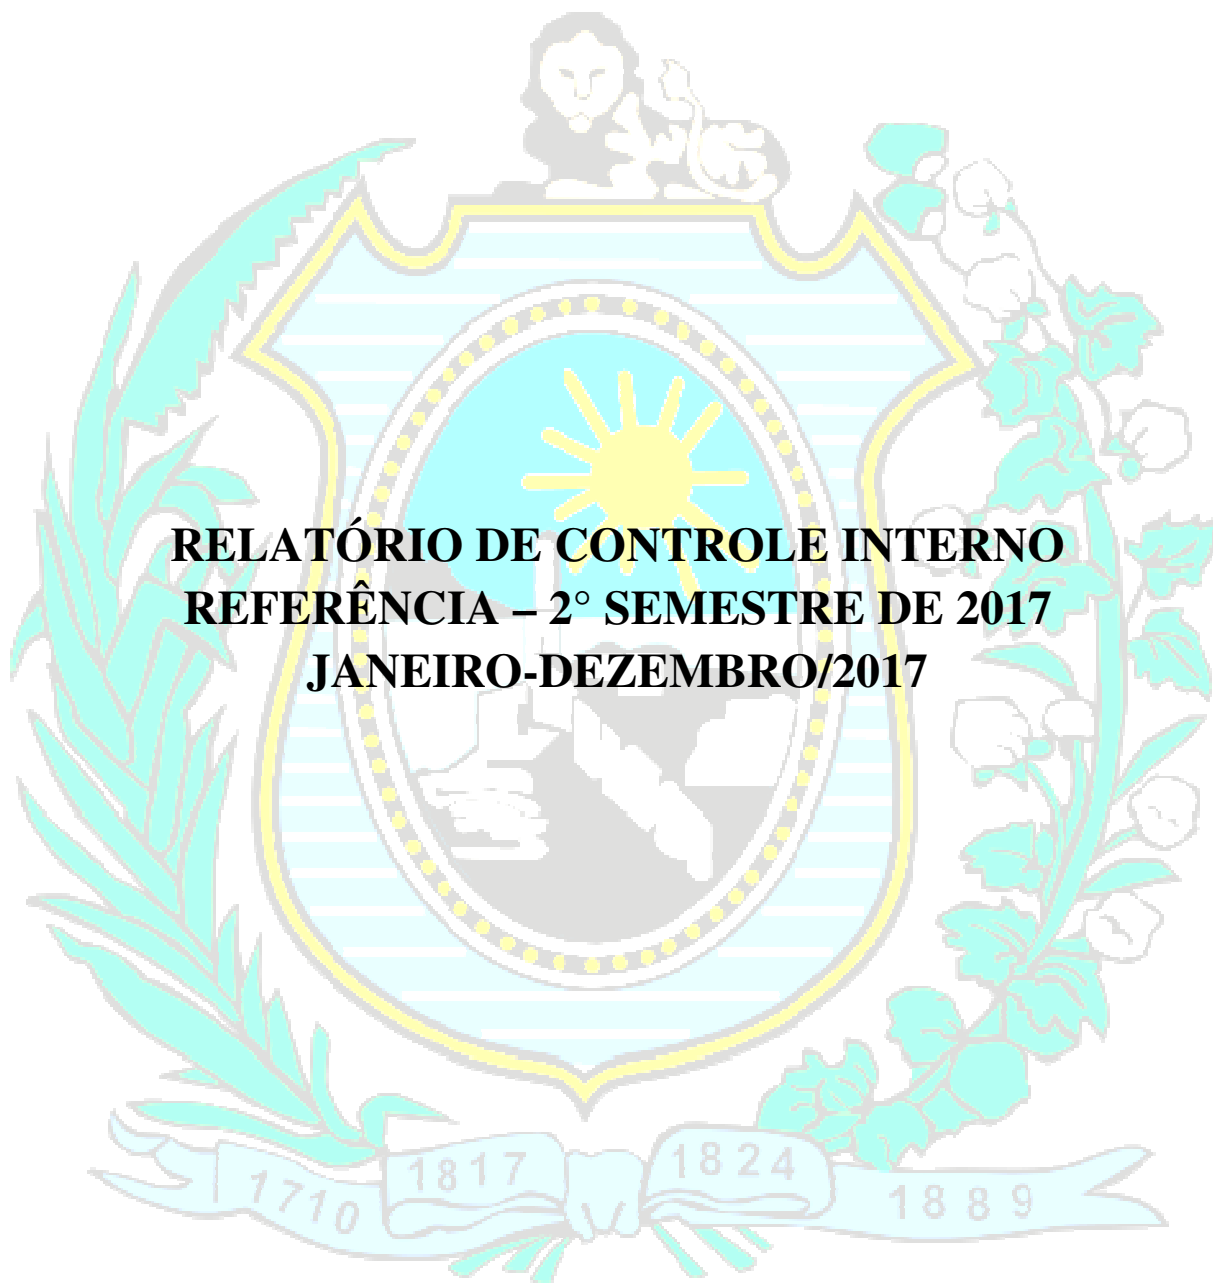 RELATÓRIO DE CONTROLE INTERNO
REFERÊNCIA – 2° SEMESTRE DE 2017
JANEIRO-DEZEMBRO/2017
1710 1817 1824 1889